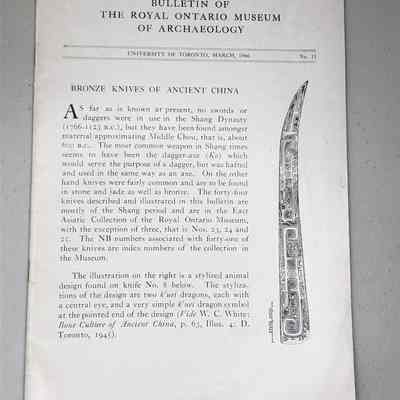 BULLETIN OF
THE ROYAL ONTARIO MUSEUM
OF ARCHAEOLOGY
UNIVERSITY OF TORONTO, MARCH, 1946 No. 11
BRONZE KNIVES OF ANCIENT CHINA
AS far as is known at present, no swords or
daggers were in use in the Shang Dynasty
(1766-1123 B.C.), but they have been found amongst
material approximating Middle Chou, that is, about
600 B.C. The most common weapon in Shang times
seems to have been the dagger-axe (Ko) which
would serve the purpose of a dagger, but was hafted
and used in the same way as an axe. On the other
hand knives were fairly common and are to be found
in stone and jade as well as bronze. The forty-four
knives described and illustrated in this bulletin are
mostly of the Shang period and are in the East
Asiatic Collection of the Royal Ontario Museum,
with the exception of three, that is Nos. 23, 24 and
The NB numbers associated with forty-one of
these knives are index numbers of the collection in
the Museum.
The illustration on the right is a stylized animal
design found on knife No. 8 below. The styliza-
tions of the design are two k'uei dragons, each with
a central eye, and a very simple k'uei dragon symbol
at the pointed end of the design (Vide W. C. White:
Bone Culture of Ancient China, p. 65, Illus. 4: D.
Toronto, 1945).